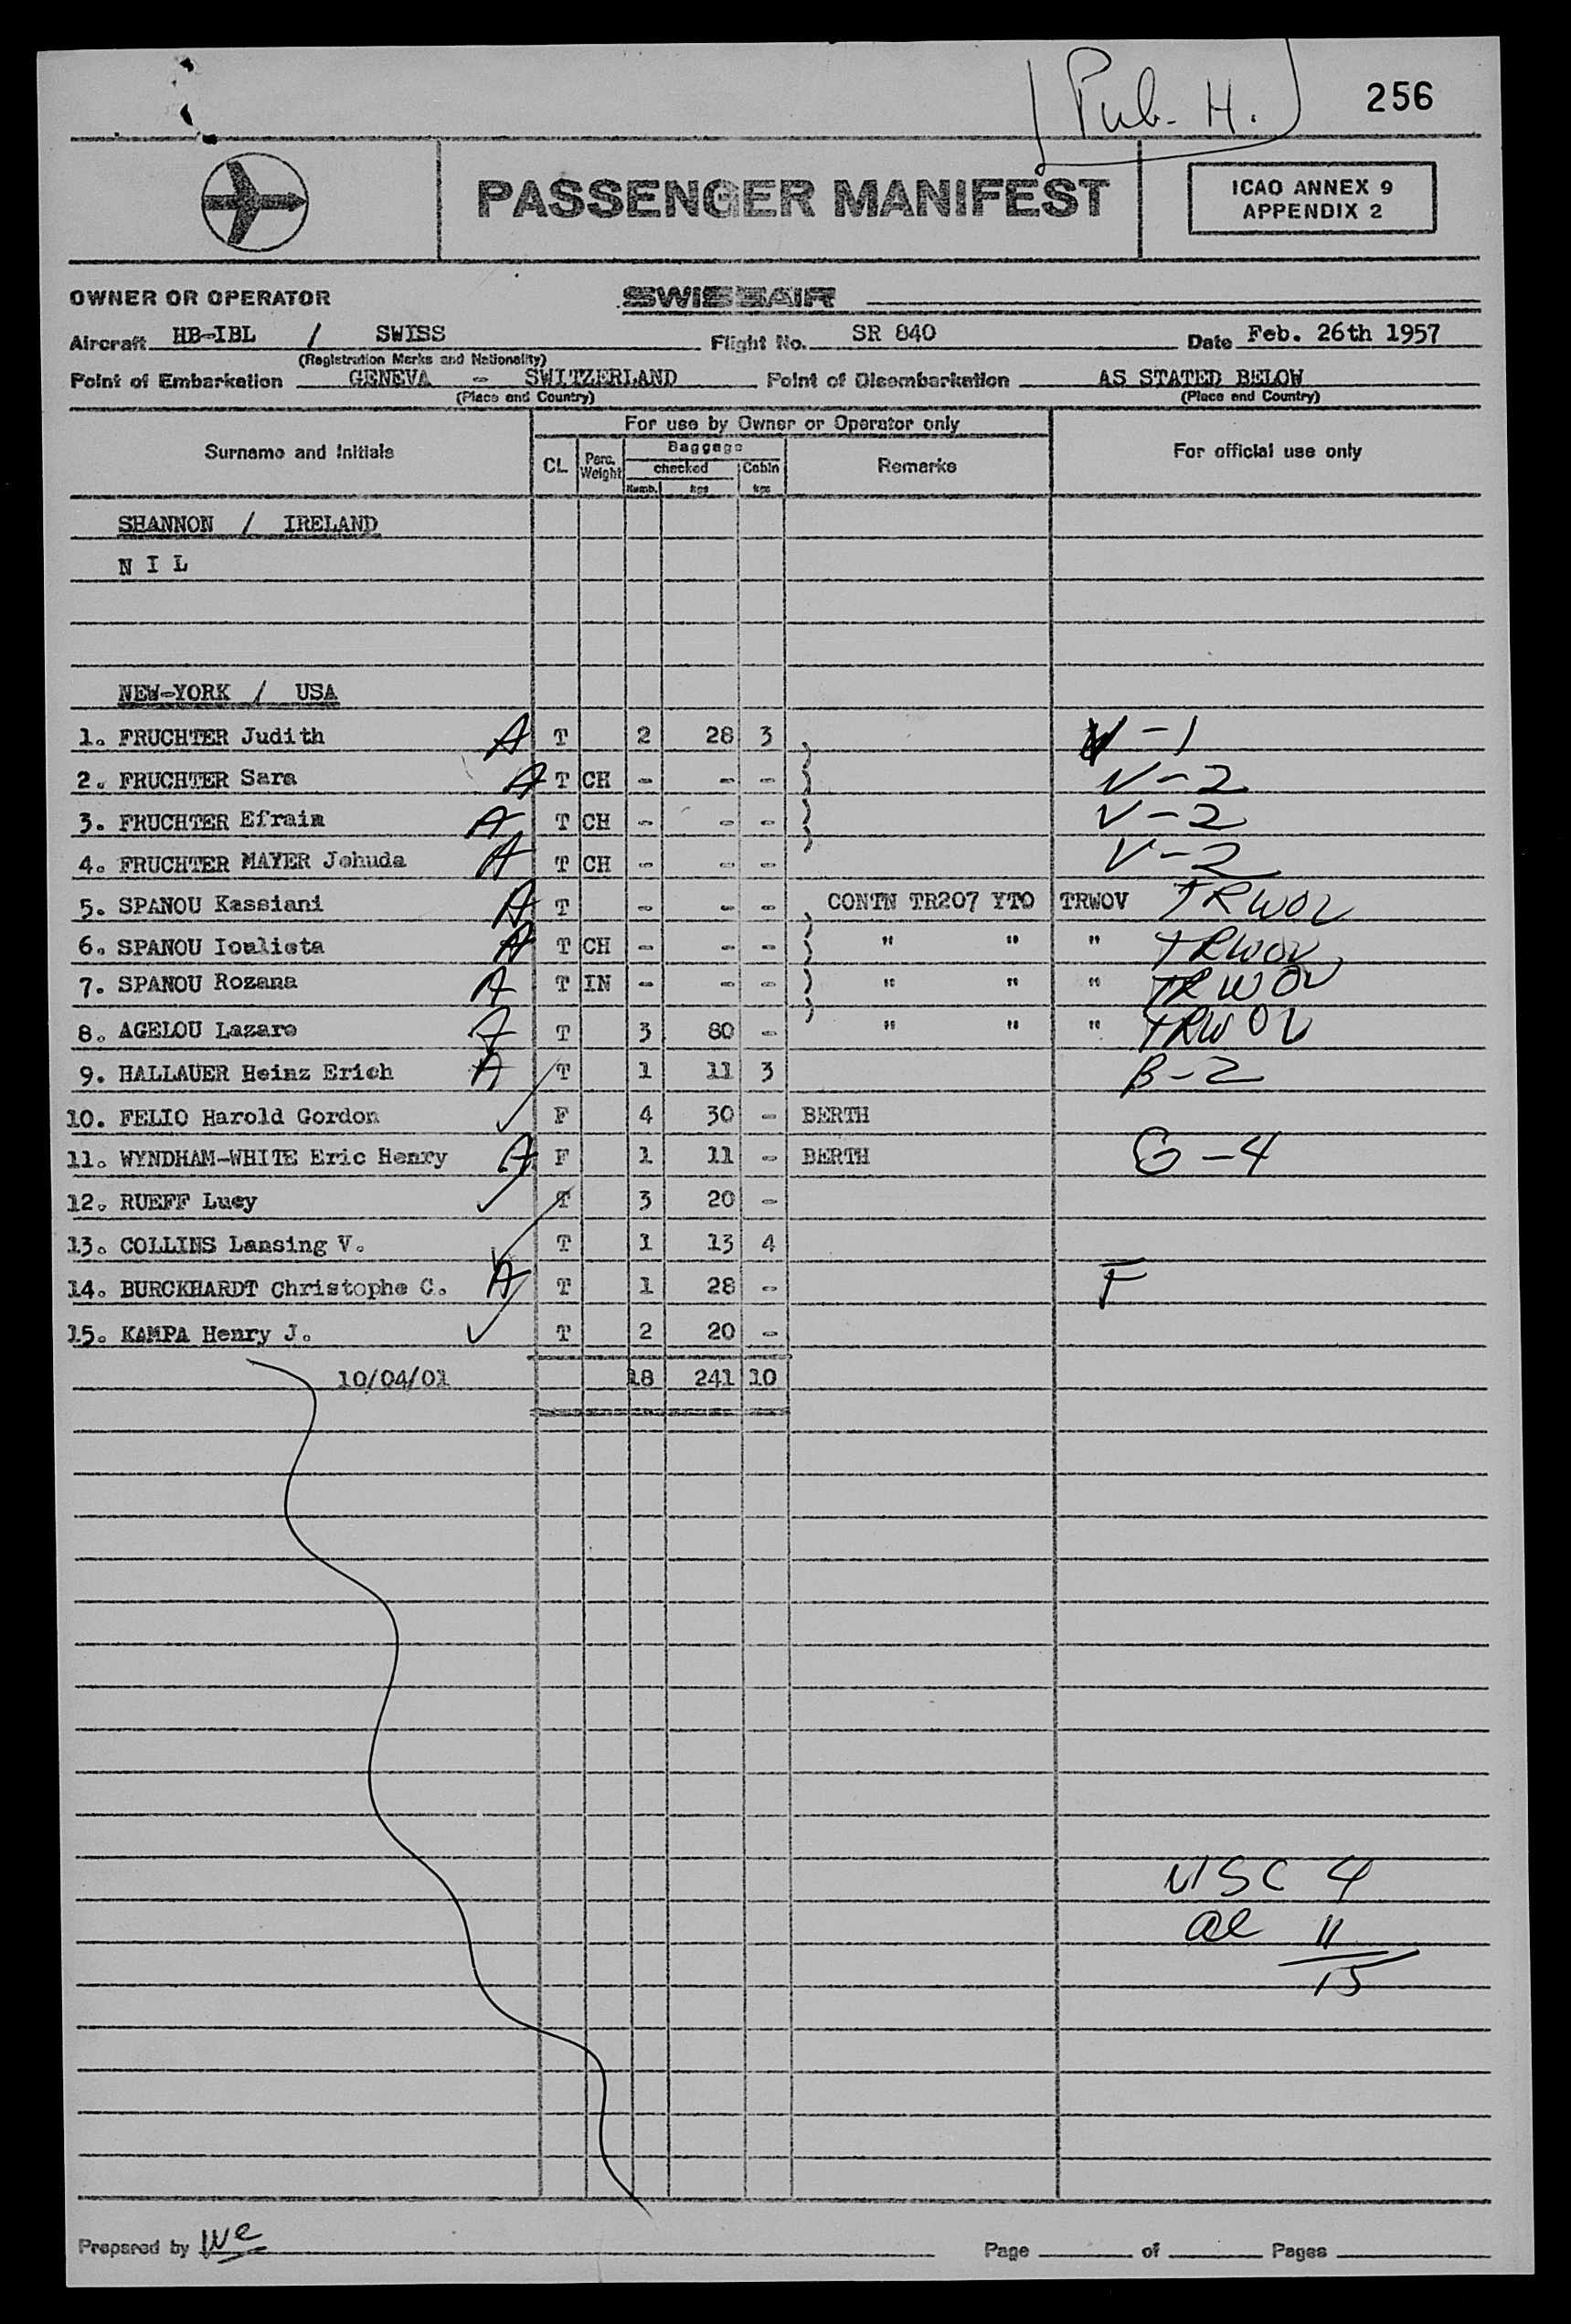 [Pub. H.] 256
PASSENGER MANIFEST
ICAO ANNEX 9
APPENDIX 2
OWNER OR OPERATOR SWISSAIR
Aircraft HB-IBL / SWISS Flight No. SR 840 Date Feb. 26th 1957
(Registration Marks and Nationality)
Point of Embarkation GENEVA - SWITZERLAND Point of Disembarkation AS STATED BELOW
(Place and Country) (Place and Country)
Surname and Initials For use by Owner or Operator only For official use only
CL Perc. Weight Baggage Remarks
checked Cabin
Numb. kgs kgs
SHANNON / IRELAND
N I L
NEW-YORK / USA
1. FRUCHTER Judith A T 2 28 3 V-1
2. FRUCHTER Sara A T CH - - - V-2
3. FRUCHTER Efraim A T CH - - - V-2
4. FRUCHTER MAYER Jehuda A T CH - - - V-2
5. SPANOU Kassiani A T - - - CONTN TR207 YTO TRWOV TRWOV
6. SPANOU Ioalista A T CH - - - " " " TRWOV
7. SPANOU Rozana A T IN - - - " " " TRWOV
8. AGELOU Lazaro A T 3 80 - " " " TRWOV
9. HALLAUER Heinz Erich A T 1 11 3 B-2
10. FELIO Harold Gordon ✓ F 4 30 - BERTH
11. WYNDHAM-WHITE Eric Henry A F 1 11 - BERTH G-4
12. RUEFF Lucy ✓ T 3 20 -
13. COLLINS Lansing V. ✓ T 1 13 4
14. BURCKHARDT Christophe C. A T 1 28 - F
15. KAMPA Henry J. ✓ T 2 20 -
10/04/01 18 241 10
USC 4
al 11
15
Prepared by We Page of Pages